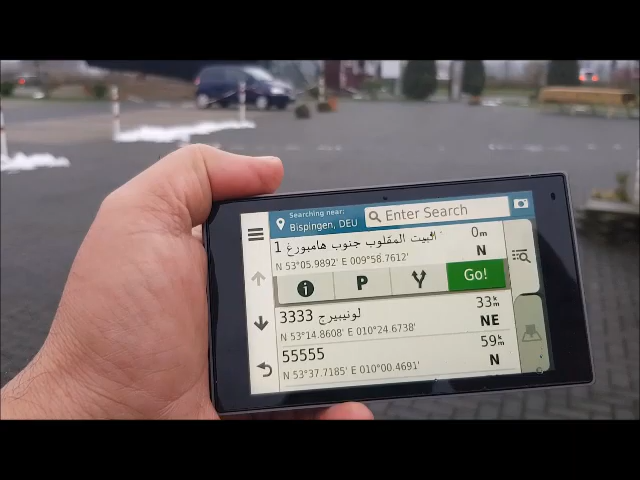 Searching near:
Bispingen, DEU
Enter Search
البيت المقلوب جنوب هامبورغ 1
0m
N 53°05.9892' E 009°58.7612'
N
P
Go!
3333 لونيبيرج
33km
N 53°14.8608' E 010°24.6738'
NE
55555
59km
N 53°37.7185' E 010°00.4691'
N